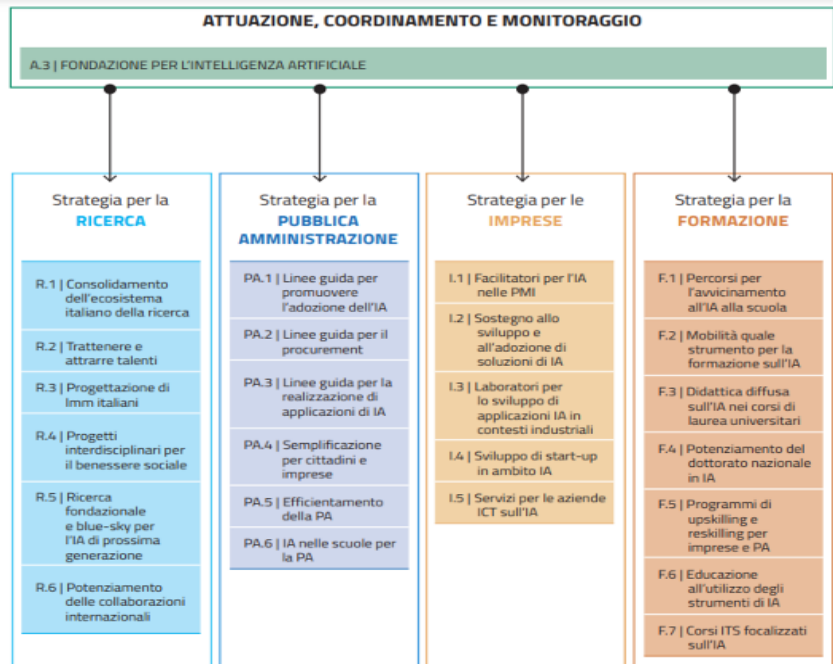 ATTUAZIONE, COORDINAMENTO E MONITORAGGIO
A.3 | FONDAZIONE PER L'INTELLIGENZA ARTIFICIALE
Strategia per la
RICERCA
R.1 | Consolidamento
dell'ecosistema
italiano della ricerca
R.2 | Trattenere e
attrarre talenti
R.3 | Progettazione di
lmm italiani
R.4 | Progetti
interdisciplinari per
il benessere sociale
R.5 | Ricerca
fondazionale
e blue-sky per
l'IA di prossima
generazione
R.6 | Potenziamento
delle collaborazioni
internazionali
Strategia per la
PUBBLICA
AMMINISTRAZIONE
PA.1 | Linee guida per
promuovere
l'adozione dell'IA
PA.2 | Linee guida per il
procurement
PA.3 | Linee guida per la
realizzazione di
applicazioni di IA
PA.4 | Semplificazione
per cittadini e
imprese
PA.5 | Efficientamento
della PA
PA.6 | IA nelle scuole per
la PA
Strategia per le
IMPRESE
I.1 | Facilitatori per l'IA
nelle PMI
I.2 | Sostegno allo
sviluppo e
all'adozione di
soluzioni di IA
I.3 | Laboratori per
lo sviluppo di
applicazioni IA in
contesti industriali
I.4 | Sviluppo di start-up
in ambito IA
I.5 | Servizi per le aziende
ICT sull'IA
Strategia per la
FORMAZIONE
F.1 | Percorsi per
l'avvicinamento
all'IA alla scuola
F.2 | Mobilità quale
strumento per la
formazione sull'IA
F.3 | Didattica diffusa
sull'IA nei corsi di
laurea universitari
F.4 | Potenziamento del
dottorato nazionale
in IA
F.5 | Programmi di
upskilling e
reskilling per
imprese e PA
F.6 | Educazione
all'utilizzo degli
strumenti di IA
F.7 | Corsi ITS focalizzati
sull'IA